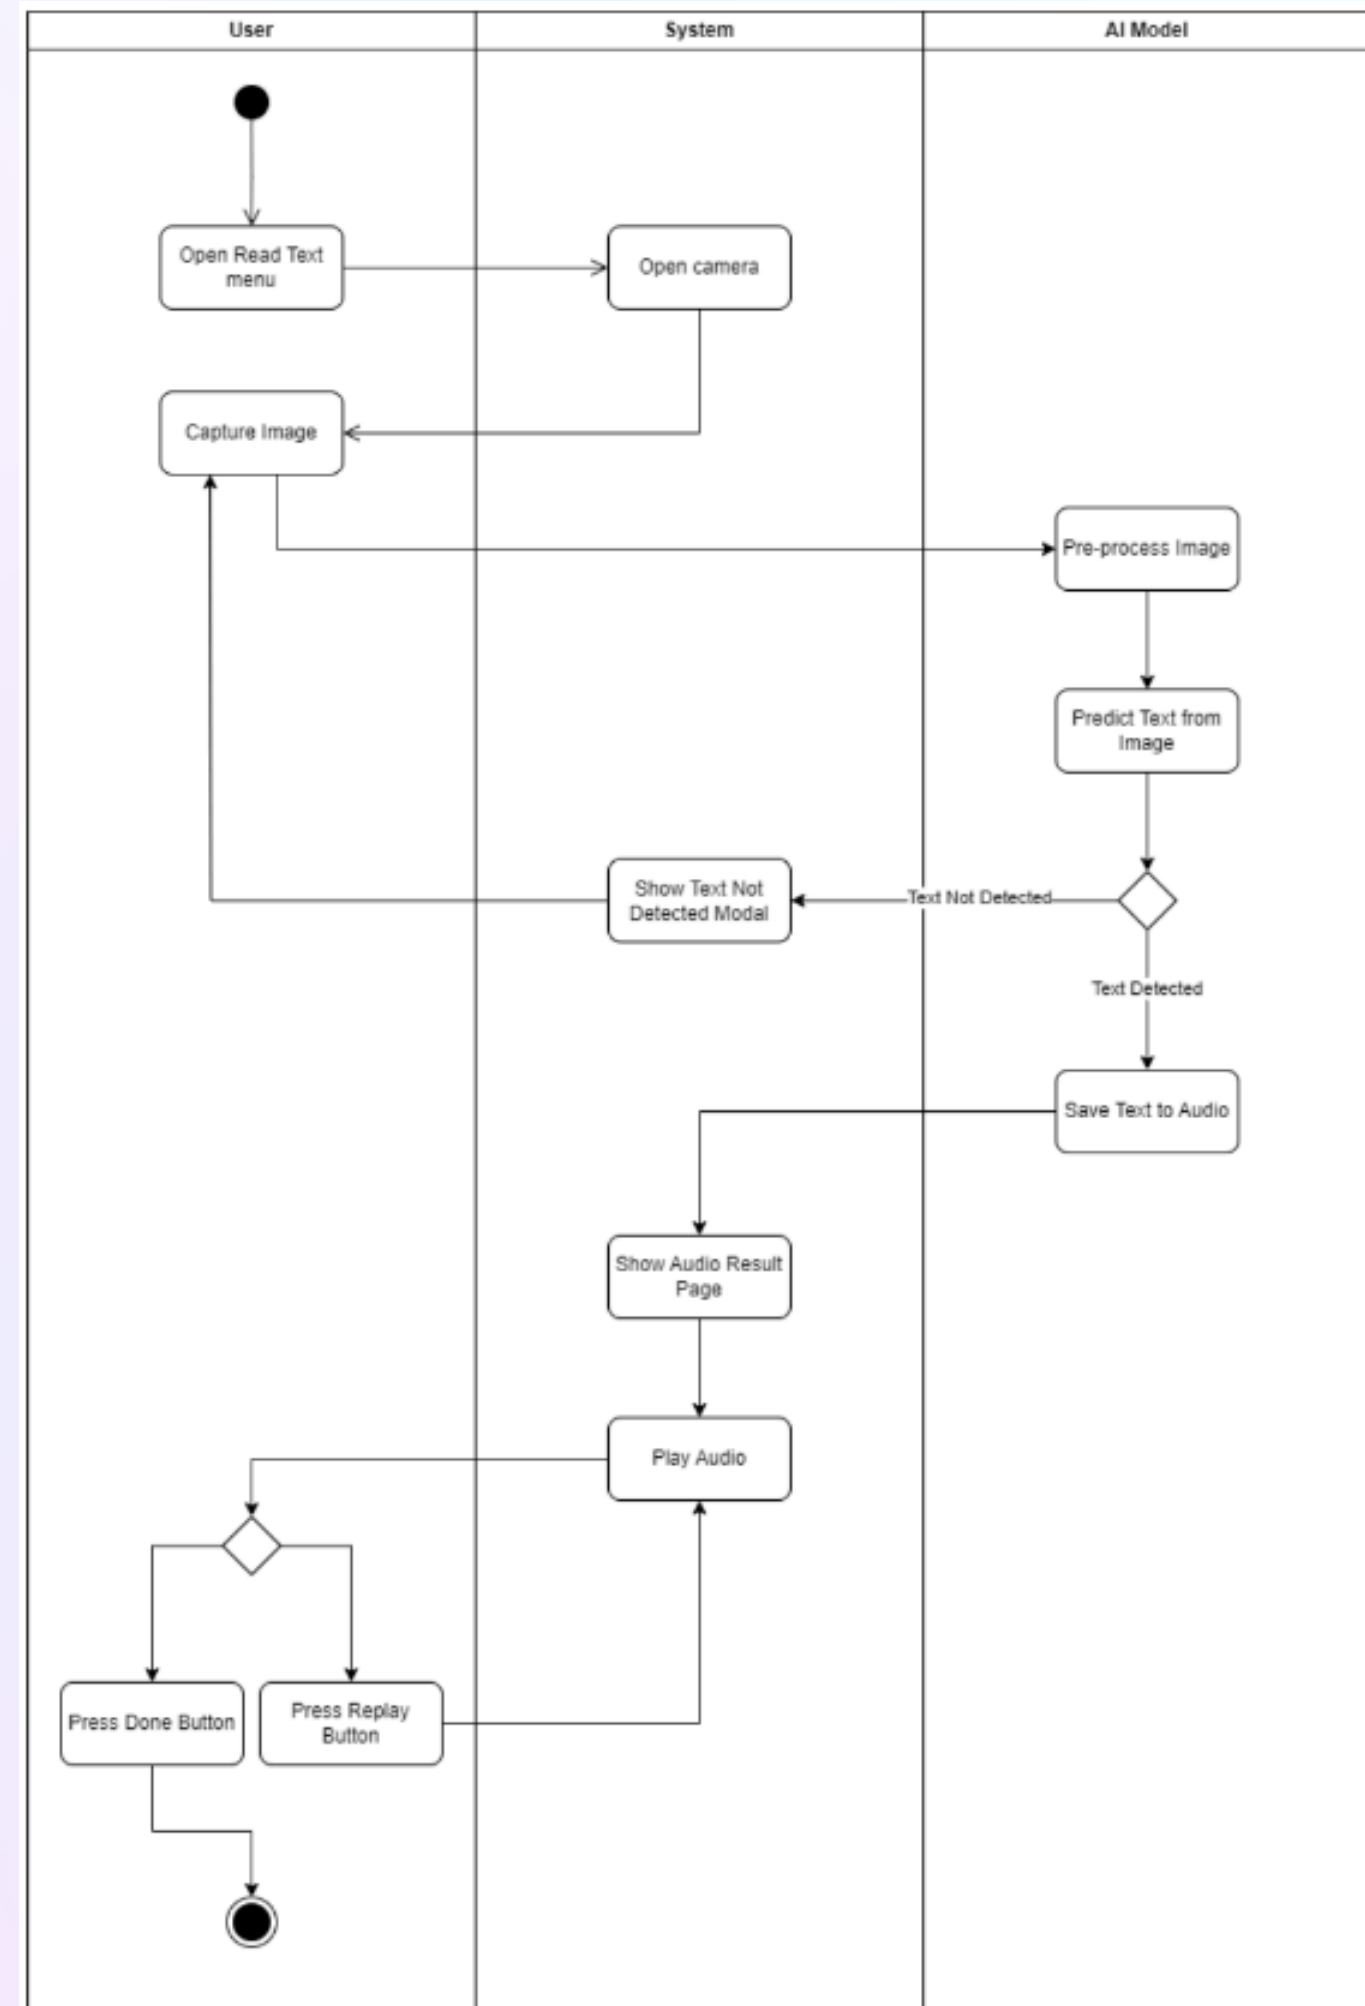 User
System
AI Model
Open Read Text
menu
Open camera
Capture Image
Pre-process Image
Predict Text from
Image
Show Text Not
Detected Modal
Text Not Detected
Text Detected
Save Text to Audio
Show Audio Result
Page
Play Audio
Press Done Button
Press Replay
Button